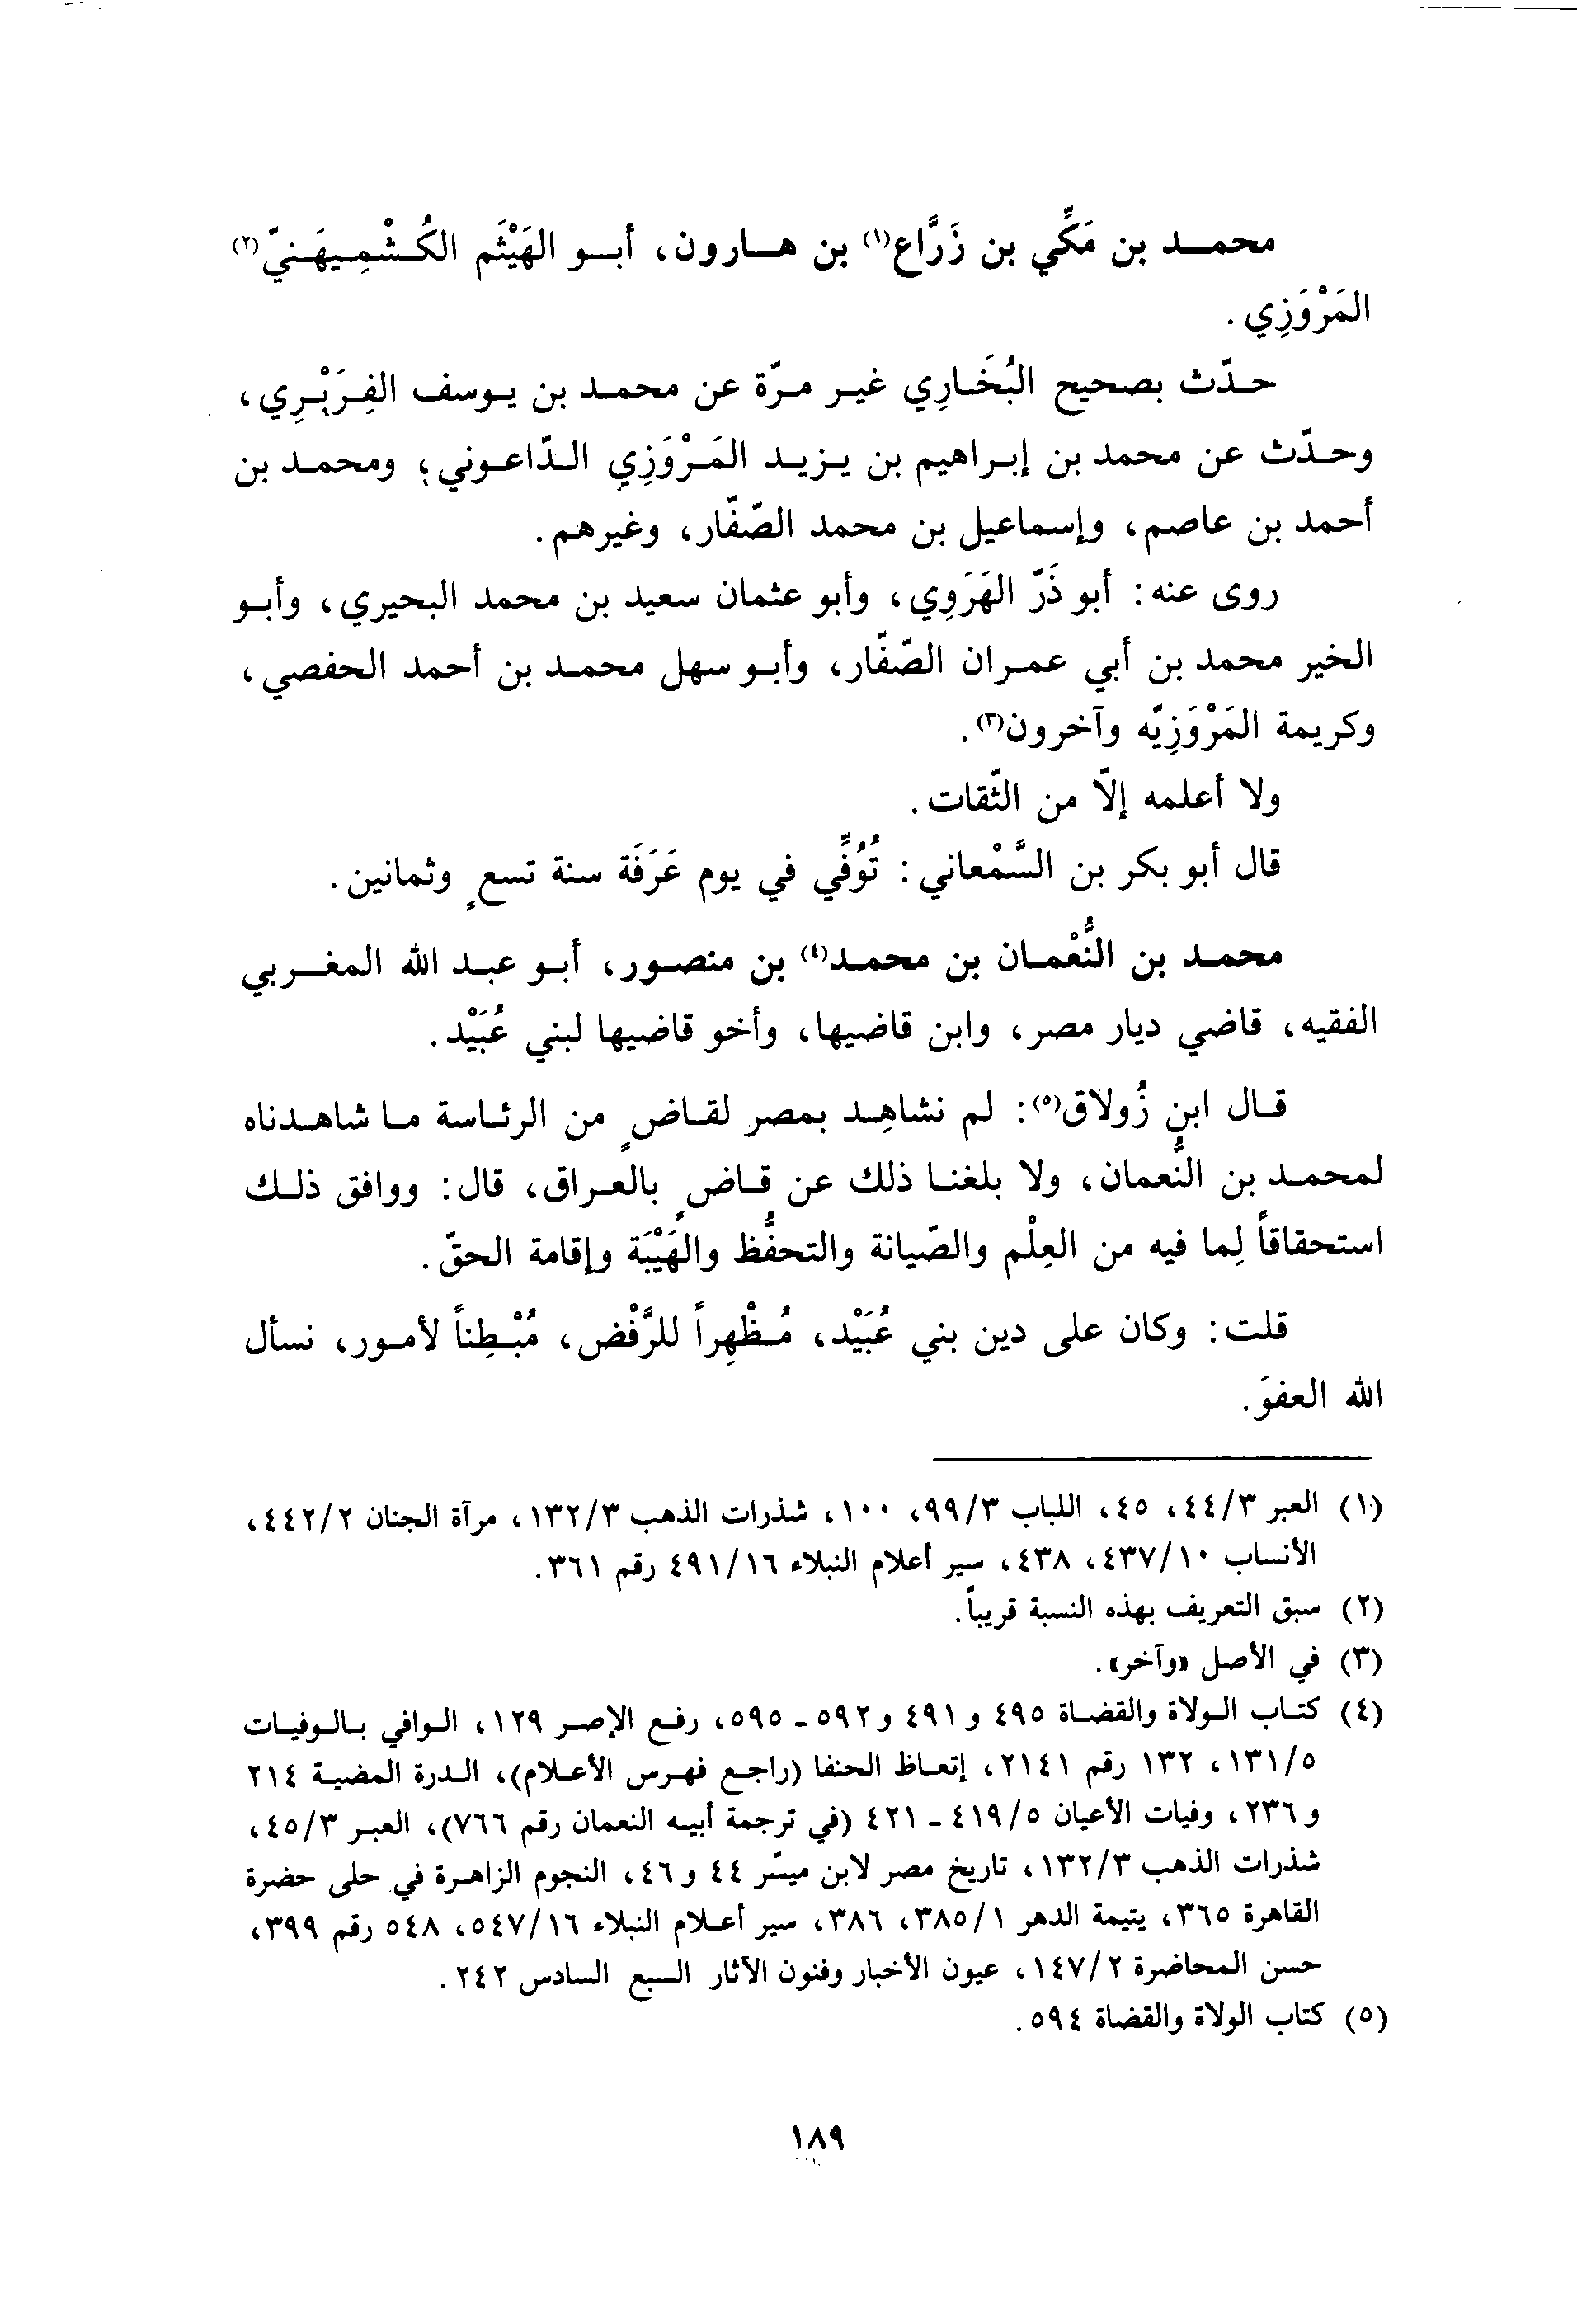 محمد بن مَكِّي بن زَرَّاع(١) بن هارون، أبو الهَيْثَم الكُشْمِيهَنيّ(٢)
المَرْوَزِي.
حدّث بصحيح البُخَارِي غير مرّة عن محمد بن يوسف الفِرَبْرِي،
وحدّث عن محمد بن إبراهيم بن يزيد المَرْوَزِي الدّاعوني؛ ومحمد بن
أحمد بن عاصم، وإسماعيل بن محمد الصّفّار، وغيرهم.
روى عنه: أبو ذَرّ الهَرَوِي، وأبو عثمان سعيد بن محمد البحيري، وأبو
الخير محمد بن أبي عمران الصّفّار، وأبو سهل محمد بن أحمد الحفصي،
وكريمة المَرْوَزِيّه وآخرون(٣).
ولا أعلمه إلّا من الثّقات.
قال أبو بكر بن السَّمْعاني: تُوُفِّي في يوم عَرَفَة سنة تسعٍ وثمانين.
محمد بن النُّعْمان بن محمد(٤) بن منصور، أبو عبد الله المغربي
الفقيه، قاضي ديار مصر، وابن قاضيها، وأخو قاضيها لبني عُبَيْد.
قال ابن زُولاق(٥): لم نشاهِد بمصر لقاضٍ من الرئاسة ما شاهدناه
لمحمد بن النُّعمان، ولا بلغنا ذلك عن قاضٍ بالعراق، قال: ووافق ذلك
استحقاقاً لِما فيه من العِلْم والصّيانة والتحفُّظ والهَيْبَة وإقامة الحقّ.
قلت: وكان على دين بني عُبَيْد، مُظْهِراً للرَّفْض، مُبْطِناً لأمور، نسأل
الله العفوَ.
(١) العبر ٤٤/٣، ٤٥، اللباب ٩٩/٣، ١٠٠، شذرات الذهب ١٣٢/٣، مرآة الجنان ٤٤٢/٢،
الأنساب ٤٣٧/١٠، ٤٣٨، سير أعلام النبلاء ٤٩١/١٦ رقم ٣٦١.
(٢) سبق التعريف بهذه النسبة قريباً.
(٣) في الأصل «وآخر».
(٤) كتاب الولاة والقضاة ٤٩٥ و٤٩١ و٥٩٢ - ٥٩٥، رفع الإصر ١٢٩، الوافي بالوفيات
١٣١/٥، ١٣٢ رقم ٢١٤١، إتعاظ الحنفا (راجع فهرس الأعلام)، الدرة المضية ٢١٤
و٢٣٦، وفيات الأعيان ٤١٩/٥ - ٤٢١ (في ترجمة أبيه النعمان رقم ٧٦٦)، العبر ٤٥/٣،
شذرات الذهب ١٣٢/٣، تاريخ مصر لابن ميسّر ٤٤ و٤٦، النجوم الزاهرة في حلى حضرة
القاهرة ٣٦٥، يتيمة الدهر ٣٨٥/١، ٣٨٦، سير أعلام النبلاء ٥٤٧/١٦، ٥٤٨ رقم ٣٩٩،
حسن المحاضرة ١٤٧/٢، عيون الأخبار وفنون الآثار السبع السادس ٢٤٢.
(٥) كتاب الولاة والقضاة ٥٩٤.
١٨٩